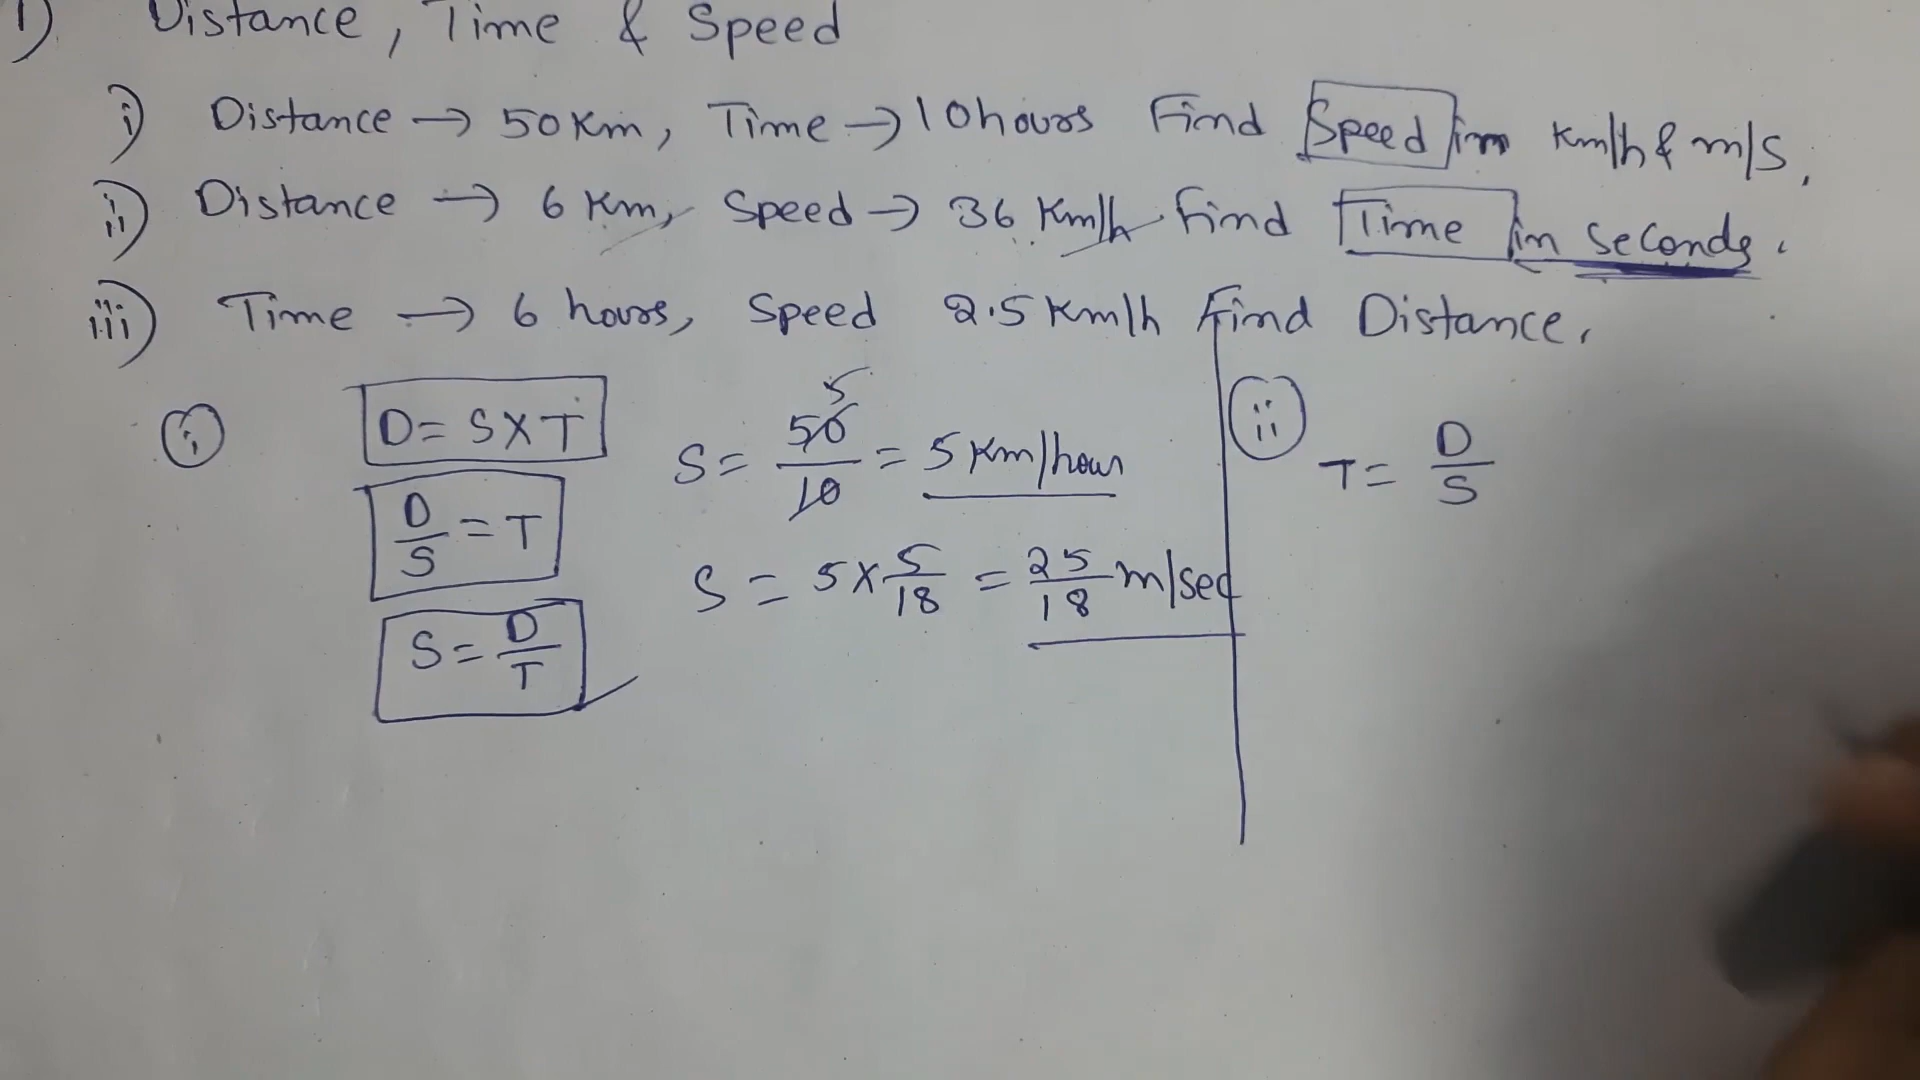 1) Distance, Time & Speed
i) Distance → 50 Km, Time → 10 hours Find Speed in Km/h & m/s.
ii) Distance → 6 Km, Speed → 36 Km/h Find Time in seconds.
iii) Time → 6 hours, Speed 2.5 Km/h Find Distance.
i
D = S X T
D/S = T
S = D/T
S = 50/10 = 5 Km/hour
5
S = 5 X 5/18 = 25/18 m/sec
ii
T = D/S